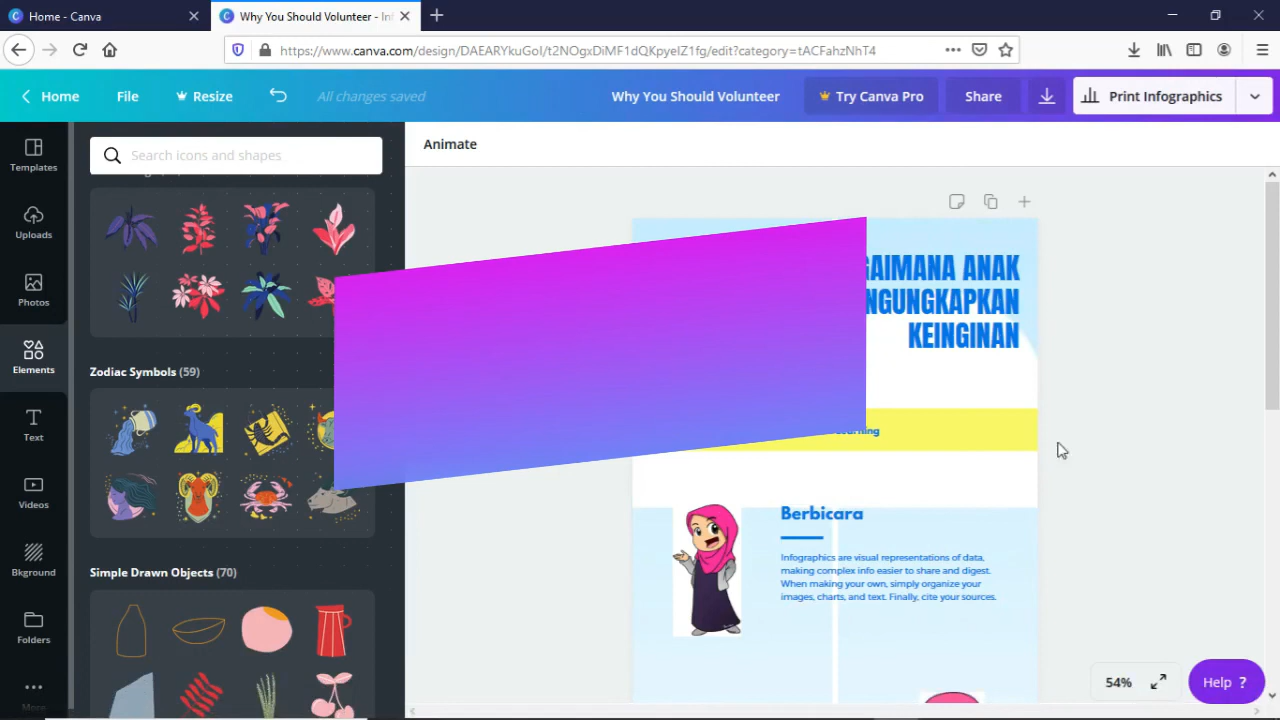 Home - Canva
Why You Should Volunteer - Inf
https://www.canva.com/design/DAEARYkuGoI/t2NOgxDiMF1dQKpyeIZ1fg/edit?category=tACFahzNhT4
Home
File
Resize
All changes saved
Why You Should Volunteer
Try Canva Pro
Share
Print Infographics
Templates
Uploads
Photos
Elements
Text
Videos
Bkground
Folders
More
Search icons and shapes
Zodiac Symbols (59)
Simple Drawn Objects (70)
Animate
GAIMANA ANAK
NGUNGKAPKAN
KEINGINAN
Berbicara
Infographics are visual representations of data,
making complex info easier to share and digest.
When making your own, simply organize your
images, charts, and text. Finally, cite your sources.
54%
Help ?